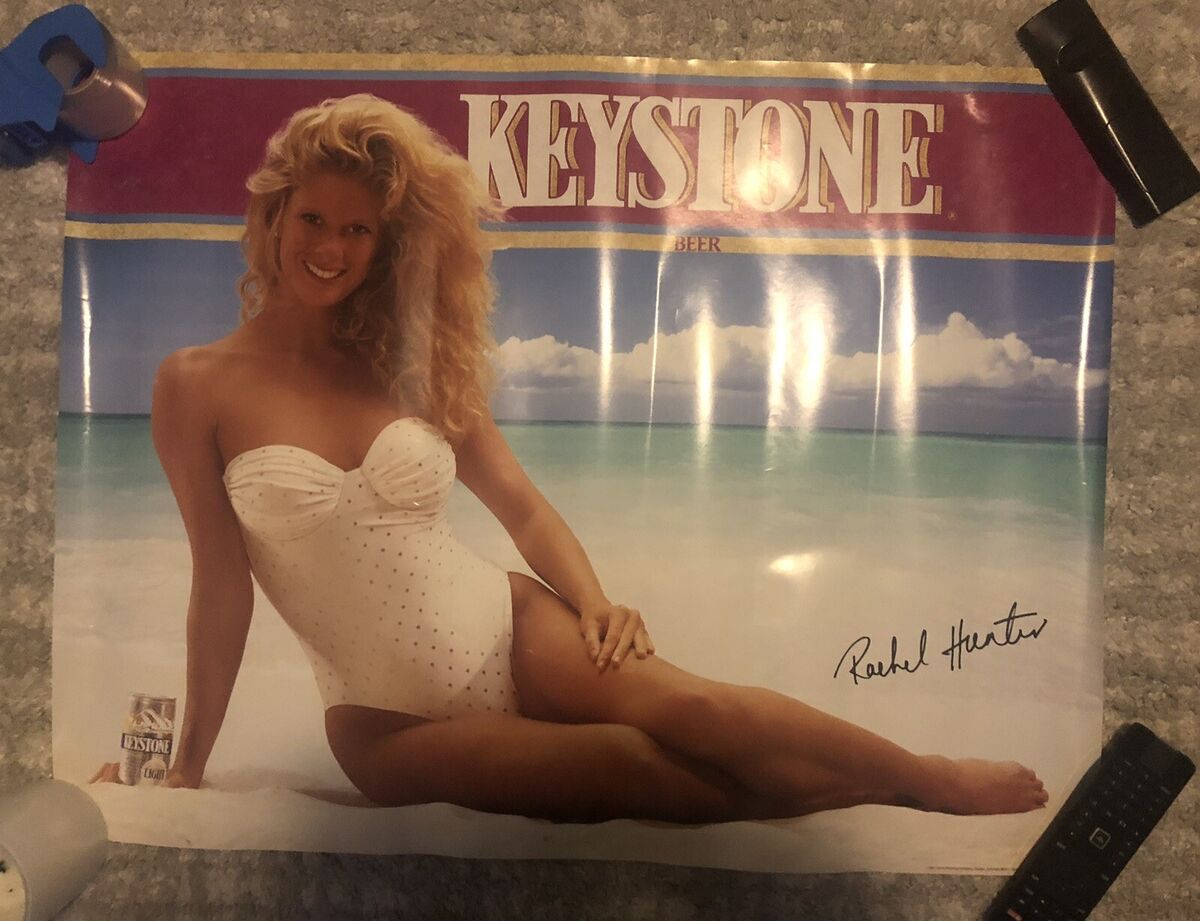 KEYSTONE
BEER
Rachel Hunter
KEYSTONE
LIGHT